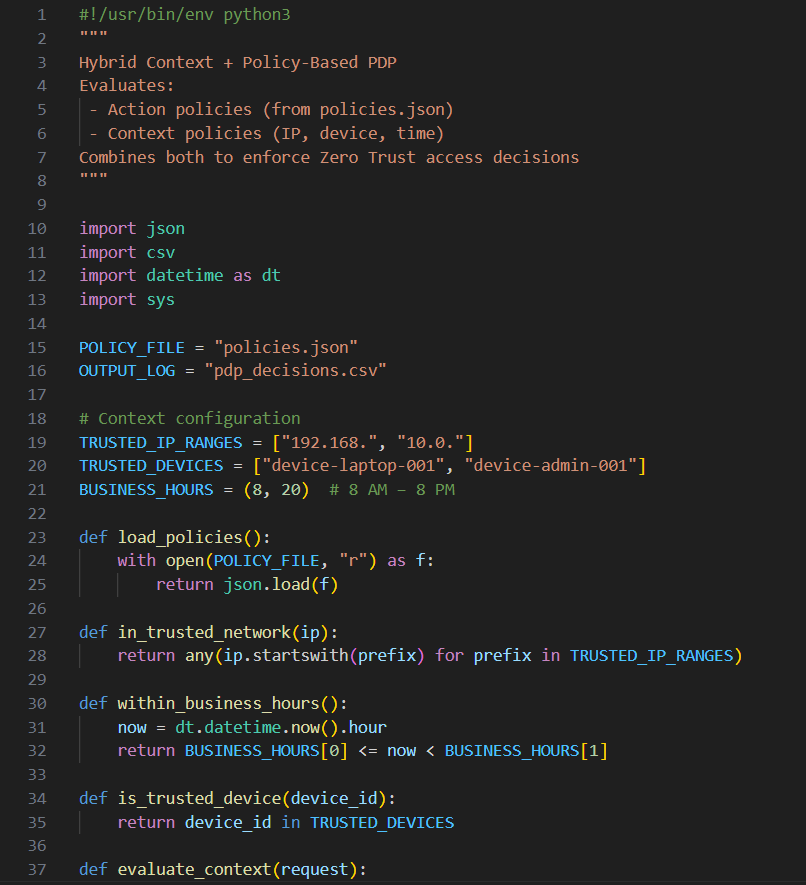 1 #!/usr/bin/env python3
2 """
3 Hybrid Context + Policy-Based PDP
4 Evaluates:
5  - Action policies (from policies.json)
6  - Context policies (IP, device, time)
7 Combines both to enforce Zero Trust access decisions
8 """
9
10 import json
11 import csv
12 import datetime as dt
13 import sys
14
15 POLICY_FILE = "policies.json"
16 OUTPUT_LOG = "pdp_decisions.csv"
17
18 # Context configuration
19 TRUSTED_IP_RANGES = ["192.168.", "10.0."]
20 TRUSTED_DEVICES = ["device-laptop-001", "device-admin-001"]
21 BUSINESS_HOURS = (8, 20)  # 8 AM – 8 PM
22
23 def load_policies():
24     with open(POLICY_FILE, "r") as f:
25         return json.load(f)
26
27 def in_trusted_network(ip):
28     return any(ip.startswith(prefix) for prefix in TRUSTED_IP_RANGES)
29
30 def within_business_hours():
31     now = dt.datetime.now().hour
32     return BUSINESS_HOURS[0] <= now < BUSINESS_HOURS[1]
33
34 def is_trusted_device(device_id):
35     return device_id in TRUSTED_DEVICES
36
37 def evaluate_context(request):